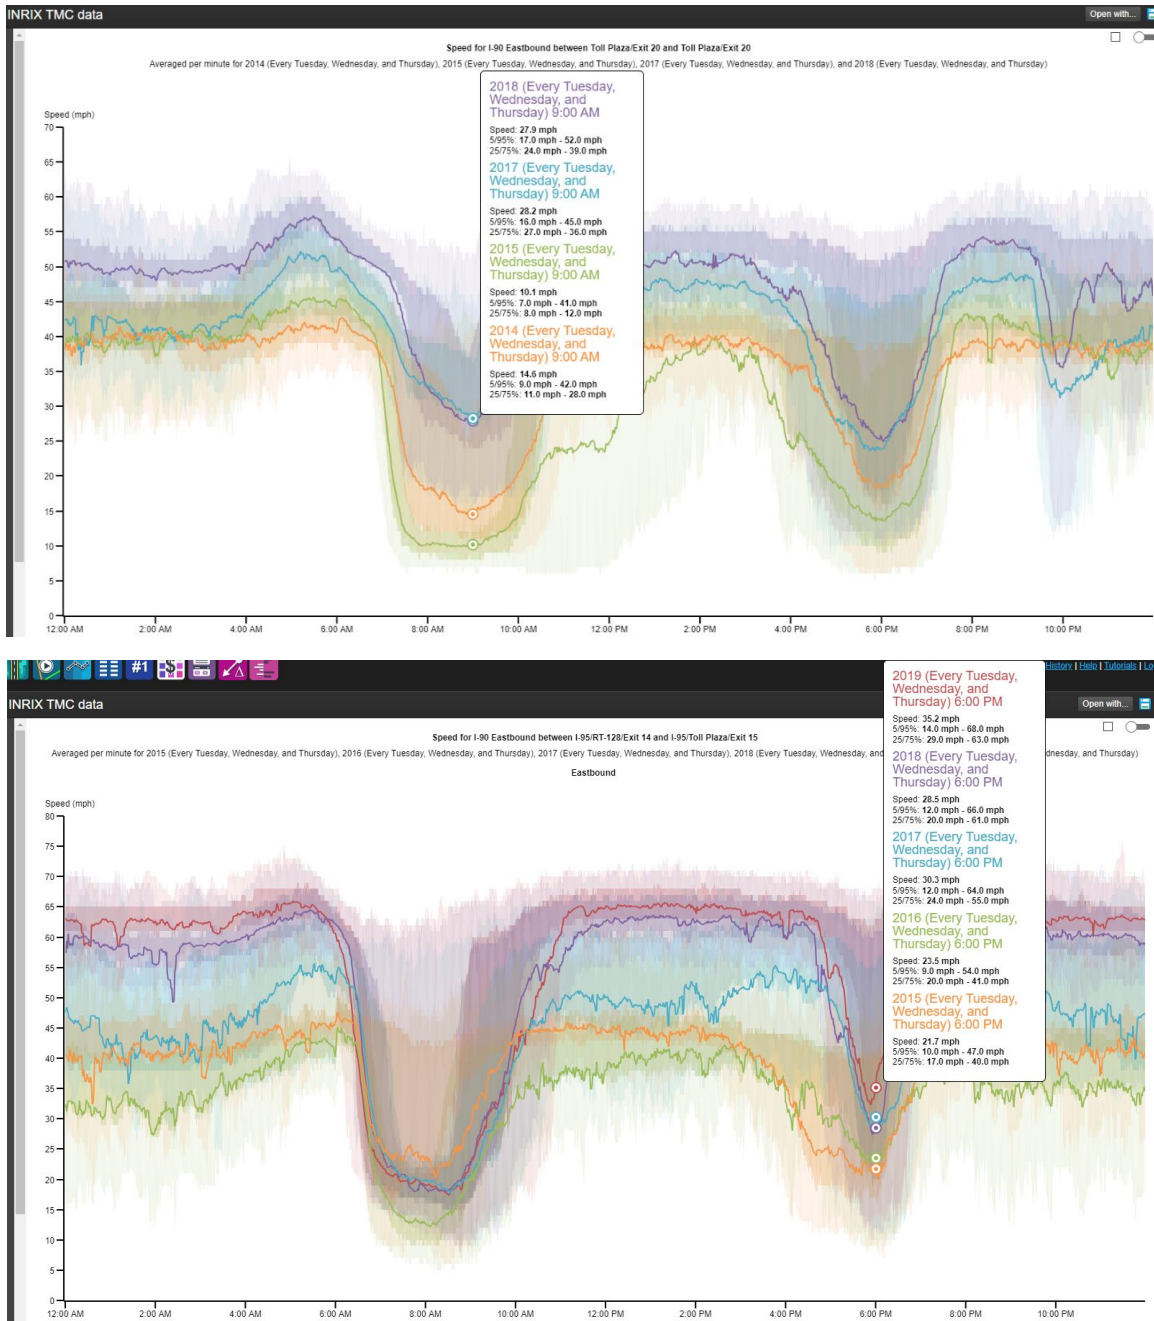 INRIX TMC data
Open with...
Speed for I-90 Eastbound between Toll Plaza/Exit 20 and Toll Plaza/Exit 20
Averaged per minute for 2014 (Every Tuesday, Wednesday, and Thursday), 2015 (Every Tuesday, Wednesday, and Thursday), 2017 (Every Tuesday, Wednesday, and Thursday), and 2018 (Every Tuesday, Wednesday, and Thursday)
2018 (Every Tuesday,
Wednesday, and
Thursday) 9:00 AM
Speed: 27.9 mph
5/95%: 17.0 mph - 52.0 mph
25/75%: 24.0 mph - 39.0 mph
2017 (Every Tuesday,
Wednesday, and
Thursday) 9:00 AM
Speed: 28.2 mph
5/95%: 16.0 mph - 45.0 mph
25/75%: 27.0 mph - 36.0 mph
2015 (Every Tuesday,
Wednesday, and
Thursday) 9:00 AM
Speed: 10.1 mph
5/95%: 7.0 mph - 41.0 mph
25/75%: 8.0 mph - 12.0 mph
2014 (Every Tuesday,
Wednesday, and
Thursday) 9:00 AM
Speed: 14.6 mph
5/95%: 9.0 mph - 42.0 mph
25/75%: 11.0 mph - 28.0 mph
Speed (mph)
70
65
60
55
50
45
40
35
30
25
20
15
10
5
0
12:00 AM 2:00 AM 4:00 AM 6:00 AM 8:00 AM 10:00 AM 12:00 PM 2:00 PM 4:00 PM 6:00 PM 8:00 PM 10:00 PM
#1
History | Help | Tutorials | Lo
INRIX TMC data
Open with...
Speed for I-90 Eastbound between I-95/RT-128/Exit 14 and I-95/Toll Plaza/Exit 15
Averaged per minute for 2015 (Every Tuesday, Wednesday, and Thursday), 2016 (Every Tuesday, Wednesday, and Thursday), 2017 (Every Tuesday, Wednesday, and Thursday), 2018 (Every Tuesday, Wednesday, and dnesday, and Thursday)
Eastbound
2019 (Every Tuesday,
Wednesday, and
Thursday) 6:00 PM
Speed: 35.2 mph
5/95%: 14.0 mph - 68.0 mph
25/75%: 29.0 mph - 63.0 mph
2018 (Every Tuesday,
Wednesday, and
Thursday) 6:00 PM
Speed: 28.5 mph
5/95%: 12.0 mph - 66.0 mph
25/75%: 20.0 mph - 61.0 mph
2017 (Every Tuesday,
Wednesday, and
Thursday) 6:00 PM
Speed: 30.3 mph
5/95%: 12.0 mph - 64.0 mph
25/75%: 24.0 mph - 55.0 mph
2016 (Every Tuesday,
Wednesday, and
Thursday) 6:00 PM
Speed: 23.5 mph
5/95%: 9.0 mph - 54.0 mph
25/75%: 20.0 mph - 41.0 mph
2015 (Every Tuesday,
Wednesday, and
Thursday) 6:00 PM
Speed: 21.7 mph
5/95%: 10.0 mph - 47.0 mph
25/75%: 17.0 mph - 40.0 mph
Speed (mph)
80
75
70
65
60
55
50
45
40
35
30
25
20
15
10
5
0
12:00 AM 2:00 AM 4:00 AM 6:00 AM 8:00 AM 10:00 AM 12:00 PM 2:00 PM 4:00 PM 6:00 PM 8:00 PM 10:00 PM